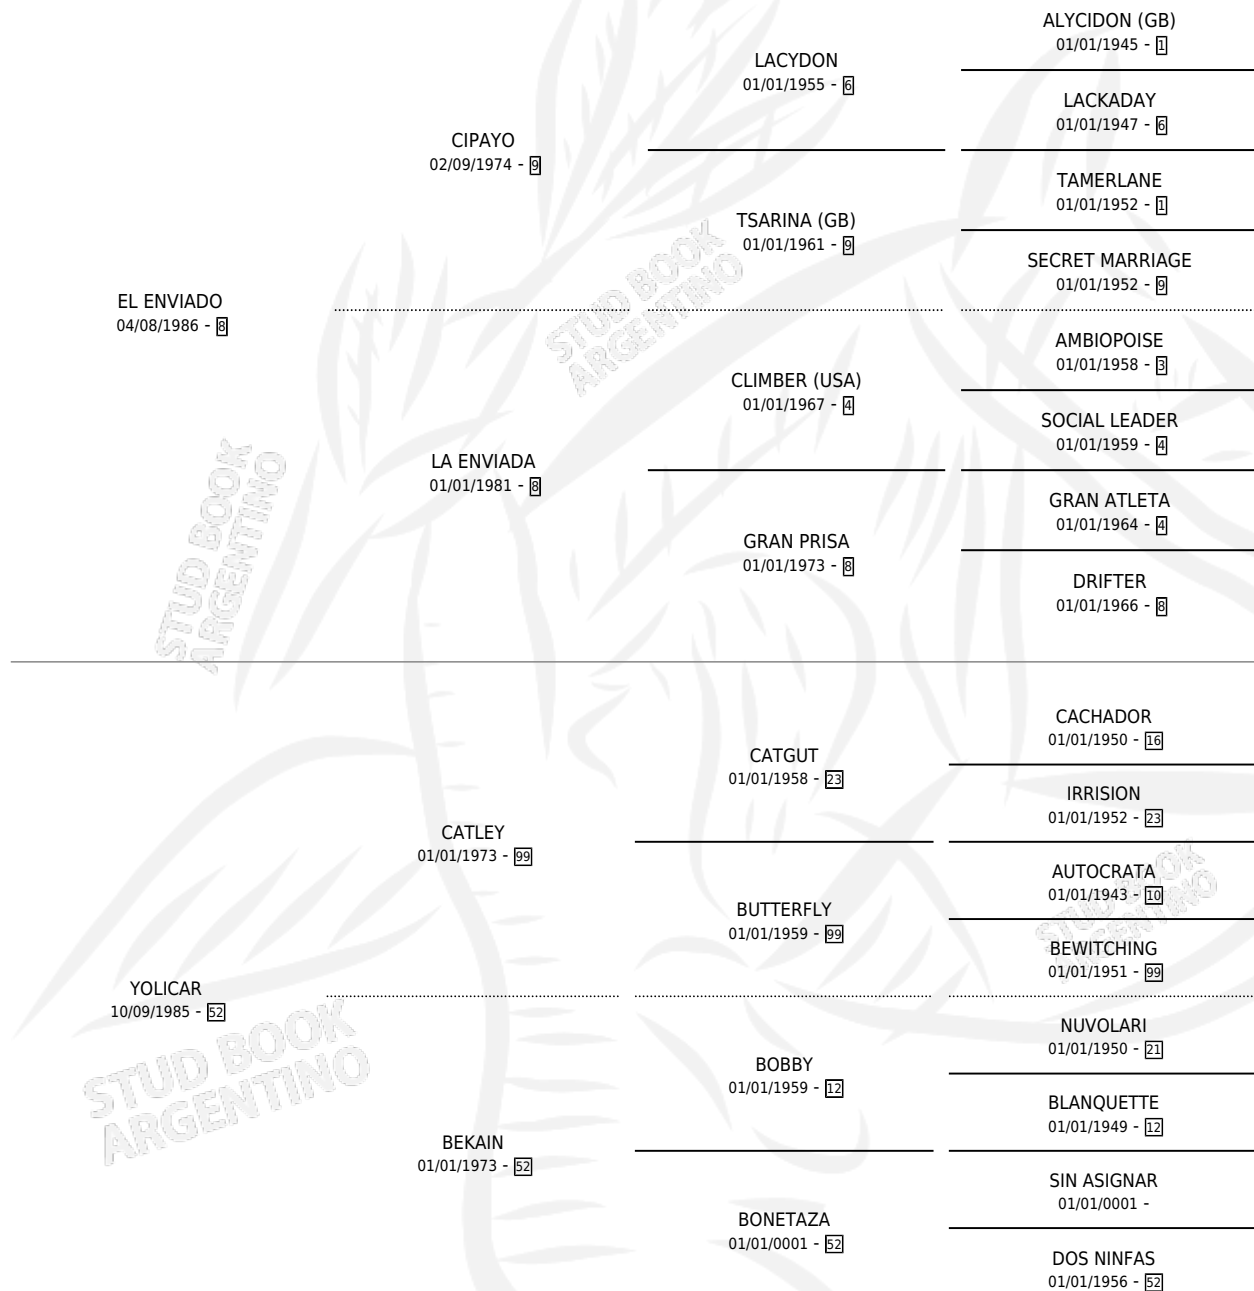 ALYCIDON (GB)
01/01/1945 - 1
LACYDON
01/01/1955 - 6
LACKADAY
01/01/1947 - 6
CIPAYO
02/09/1974 - 9
TAMERLANE
01/01/1952 - 1
TSARINA (GB)
01/01/1961 - 9
SECRET MARRIAGE
01/01/1952 - 9
EL ENVIADO
04/08/1986 - 8
STUD BOOK
ARGENTINO
AMBIOPOISE
01/01/1958 - 3
CLIMBER (USA)
01/01/1967 - 4
SOCIAL LEADER
01/01/1959 - 4
LA ENVIADA
01/01/1981 - 8
GRAN ATLETA
01/01/1964 - 4
GRAN PRISA
01/01/1973 - 8
DRIFTER
01/01/1966 - 8
STUD BOOK
ARGENTINO
CACHADOR
01/01/1950 - 16
CATGUT
01/01/1958 - 23
IRRISION
01/01/1952 - 23
CATLEY
01/01/1973 - 99
AUTOCRATA
01/01/1943 - 10
BUTTERFLY
01/01/1959 - 99
STUD BOOK
ARGENTINO
BEWITCHING
01/01/1951 - 99
YOLICAR
10/09/1985 - 52
NUVOLARI
01/01/1950 - 21
BOBBY
01/01/1959 - 12
BLANQUETTE
01/01/1949 - 12
STUD BOOK
ARGENTINO
BEKAIN
01/01/1973 - 52
SIN ASIGNAR
01/01/0001 -
BONETAZA
01/01/0001 - 52
DOS NINFAS
01/01/1956 - 52